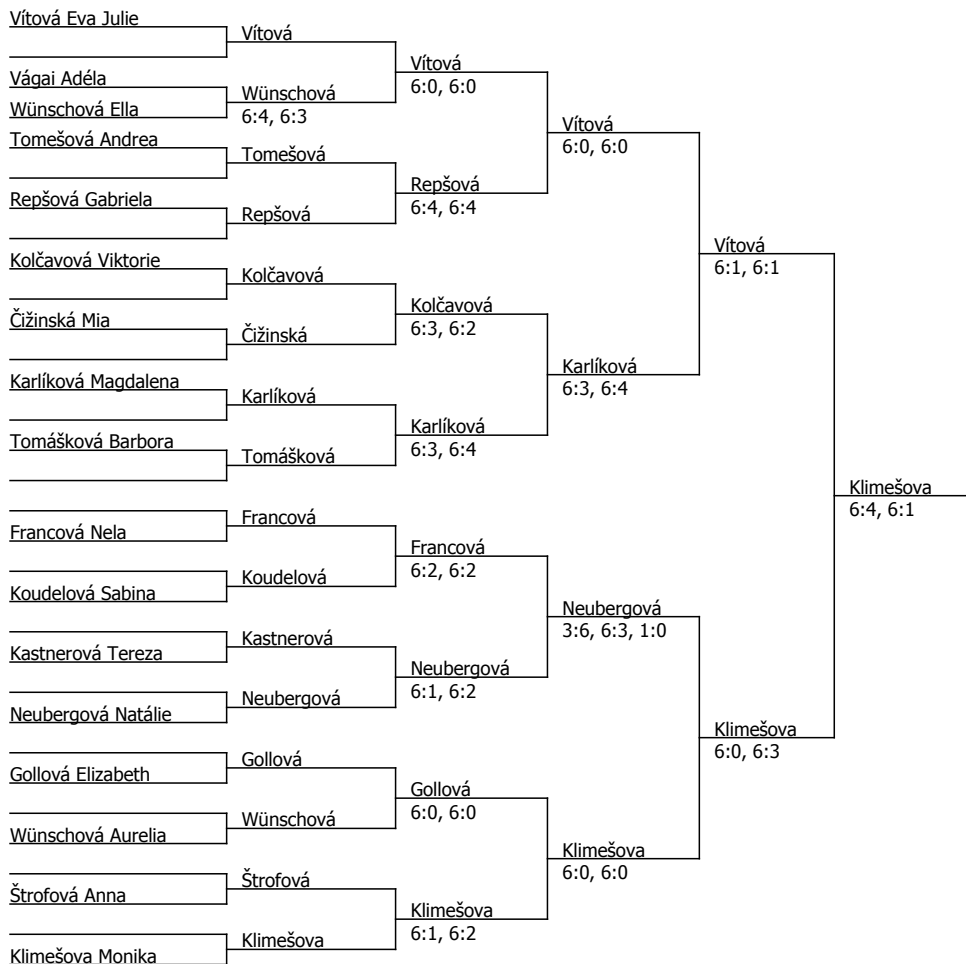 Vítová Eva Julie
Vágai Adéla
Wünschová Ella
Tomešová Andrea
Repšová Gabriela
Kolčavová Viktorie
Čižinská Mia
Karlíková Magdalena
Tomášková Barbora
Francová Nela
Koudelová Sabina
Kastnerová Tereza
Neubergová Natálie
Gollová Elizabeth
Wünschová Aurelia
Štrofová Anna
Klimešova Monika
Vítová
Wünschová
6:4, 6:3
Tomešová
Repšová
Kolčavová
Čižinská
Karlíková
Tomášková
Francová
Koudelová
Kastnerová
Neubergová
Gollová
Wünschová
Štrofová
Klimešova
Vítová
6:0, 6:0
Repšová
6:4, 6:4
Kolčavová
6:3, 6:2
Karlíková
6:3, 6:4
Francová
6:2, 6:2
Neubergová
6:1, 6:2
Gollová
6:0, 6:0
Klimešova
6:1, 6:2
Vítová
6:0, 6:0
Karlíková
6:3, 6:4
Neubergová
3:6, 6:3, 1:0
Klimešova
6:0, 6:0
Vítová
6:1, 6:1
Klimešova
6:0, 6:3
Klimešova
6:4, 6:1